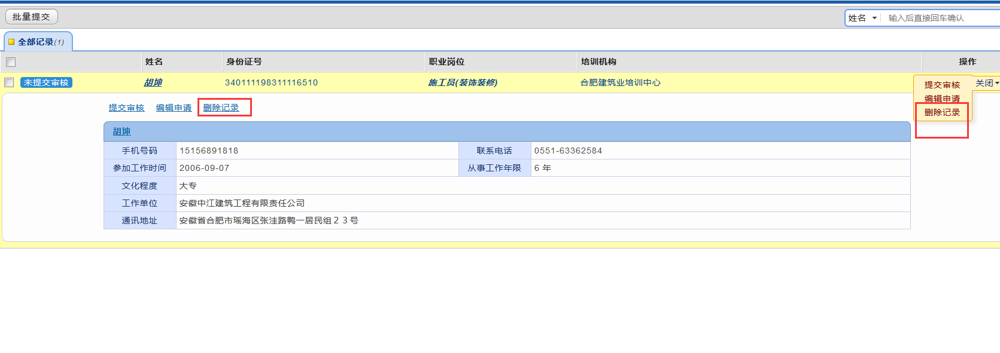 批量提交 姓名 输入后直接回车确认
全部记录(1)
姓名 身份证号 职业岗位 培训机构 操作
未提交审核 胡坤 340111198311116510 施工员(装饰装修) 合肥建筑业培训中心 关闭
提交审核
编辑申请
删除记录
提交审核 编辑申请 删除记录
胡坤
手机号码 15156891818 联系电话 0551-63362584
参加工作时间 2006-09-07 从事工作年限 6 年
文化程度 大专
工作单位 安徽中江建筑工程有限责任公司
通讯地址 安徽省合肥市瑶海区张洼路鸭一居民组２３号